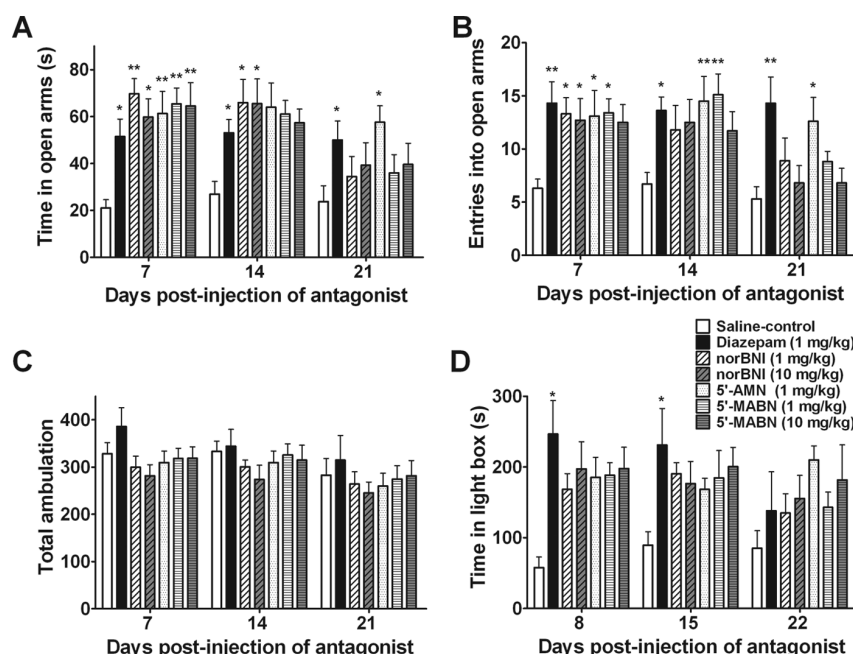 A
Time in open arms (s)
80
60
40
20
0
*
**
*
**
**
**
*
*
*
*
*
7
14
21
Days post-injection of antagonist
B
Entries into open arms
20
15
10
5
0
**
*
*
*
*
*
**
**
**
*
7
14
21
Days post-injection of antagonist
Saline-control
Diazepam (1 mg/kg)
norBNI (1 mg/kg)
norBNI (10 mg/kg)
5'-AMN (1 mg/kg)
5'-MABN (1 mg/kg)
5'-MABN (10 mg/kg)
C
Total ambulation
400
300
200
100
0
7
14
21
Days post-injection of antagonist
D
Time in light box (s)
300
200
100
0
*
*
8
15
22
Days post-injection of antagonist